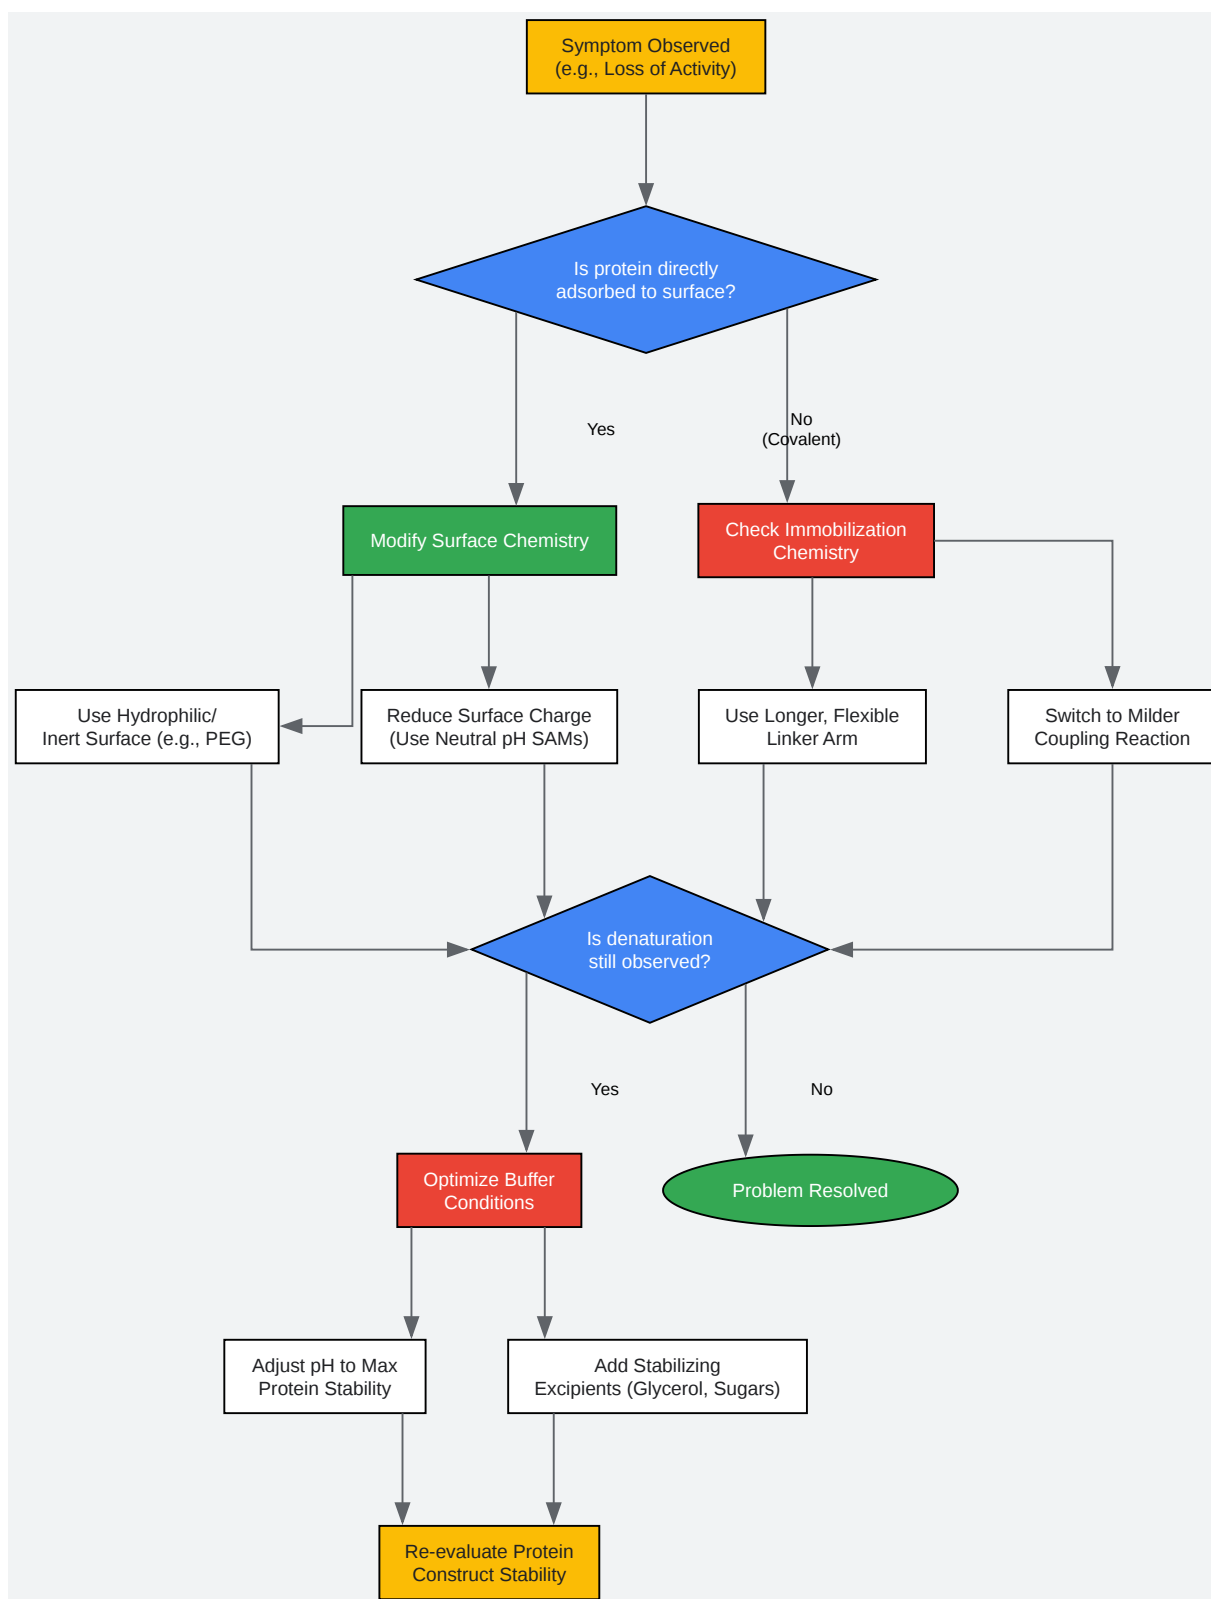 Symptom Observed
(e.g., Loss of Activity)
Is protein directly
adsorbed to surface?
Yes
No
(Covalent)
Modify Surface Chemistry
Check Immobilization
Chemistry
Use Hydrophilic/
Inert Surface (e.g., PEG)
Reduce Surface Charge
(Use Neutral pH SAMs)
Use Longer, Flexible
Linker Arm
Switch to Milder
Coupling Reaction
Is denaturation
still observed?
Yes
No
Optimize Buffer
Conditions
Problem Resolved
Adjust pH to Max
Protein Stability
Add Stabilizing
Excipients (Glycerol, Sugars)
Re-evaluate Protein
Construct Stability